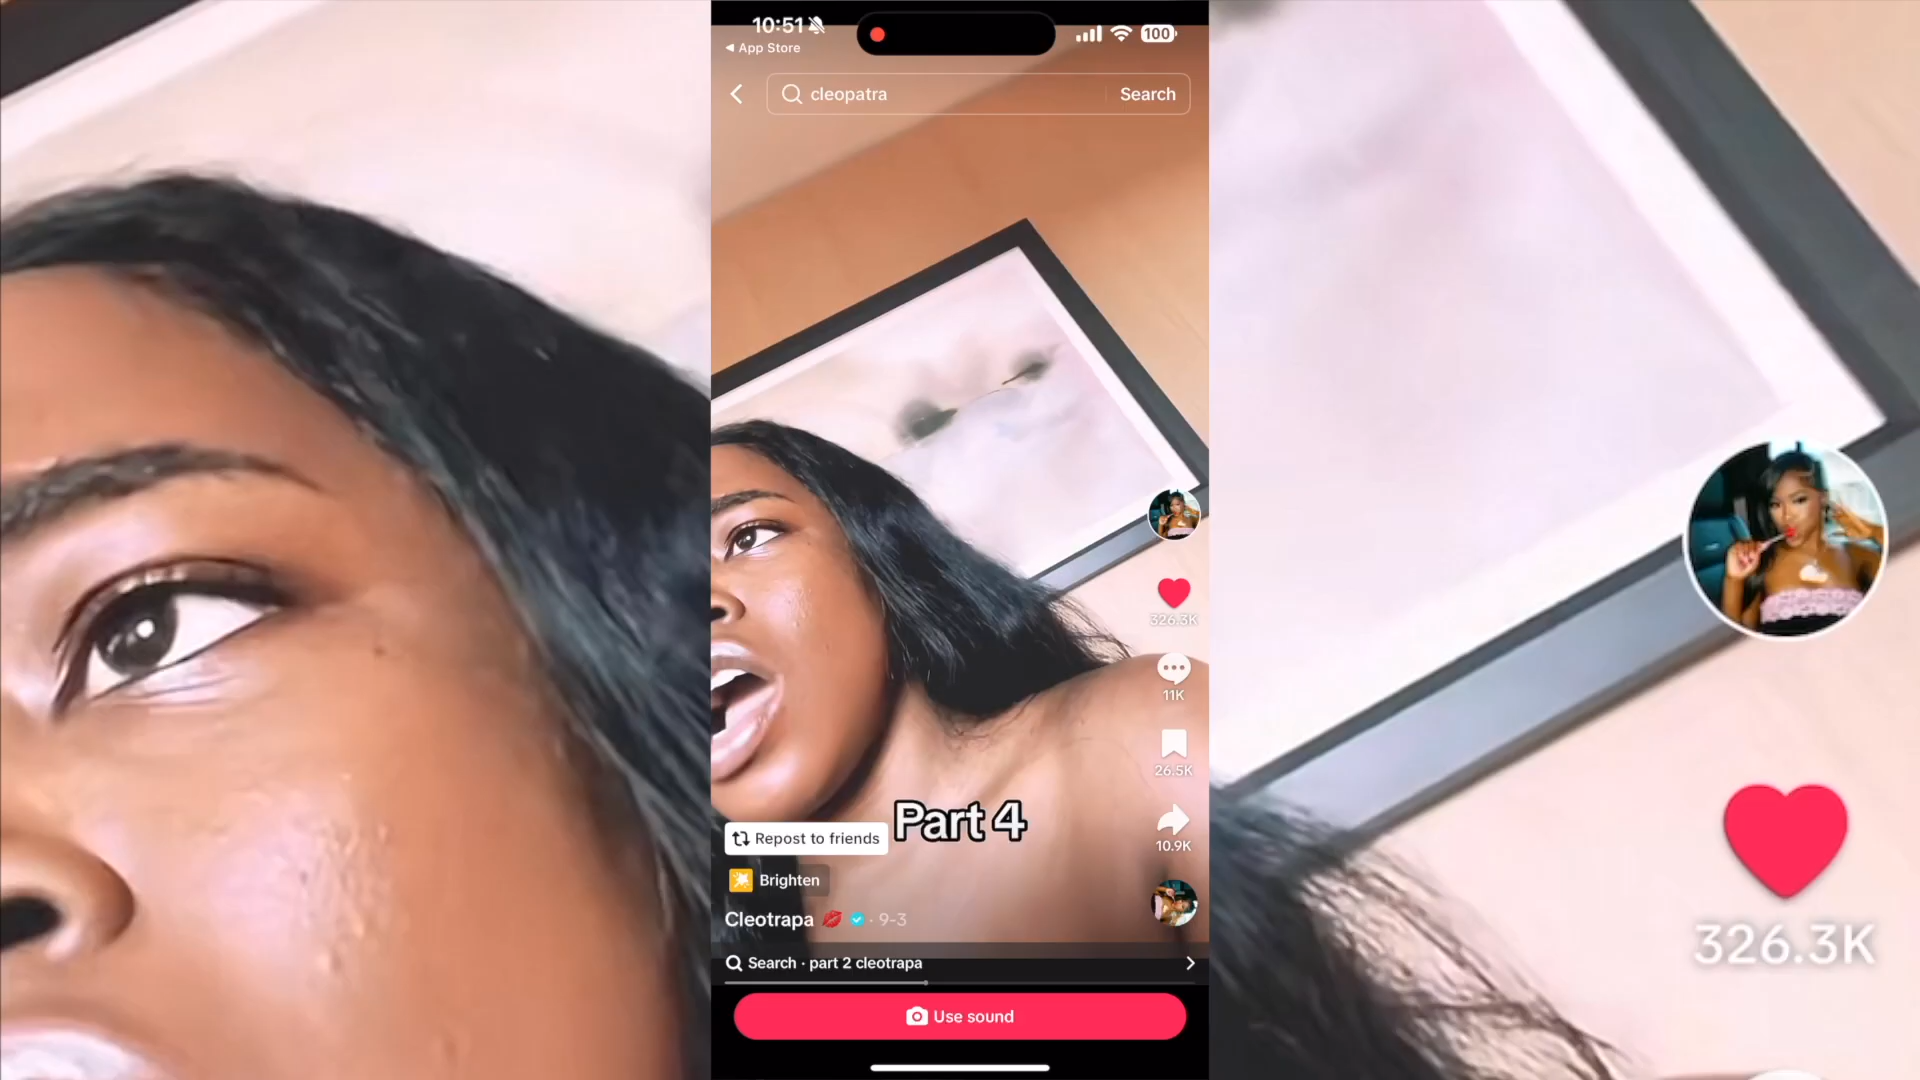 10:51
100
◀ App Store
cleopatra
Search
326.3K
11K
26.5K
10.9K
Part 4
Repost to friends
Brighten
Cleotrapa 💋 · 9-3
Search · part 2 cleotrapa
Use sound
326.3K